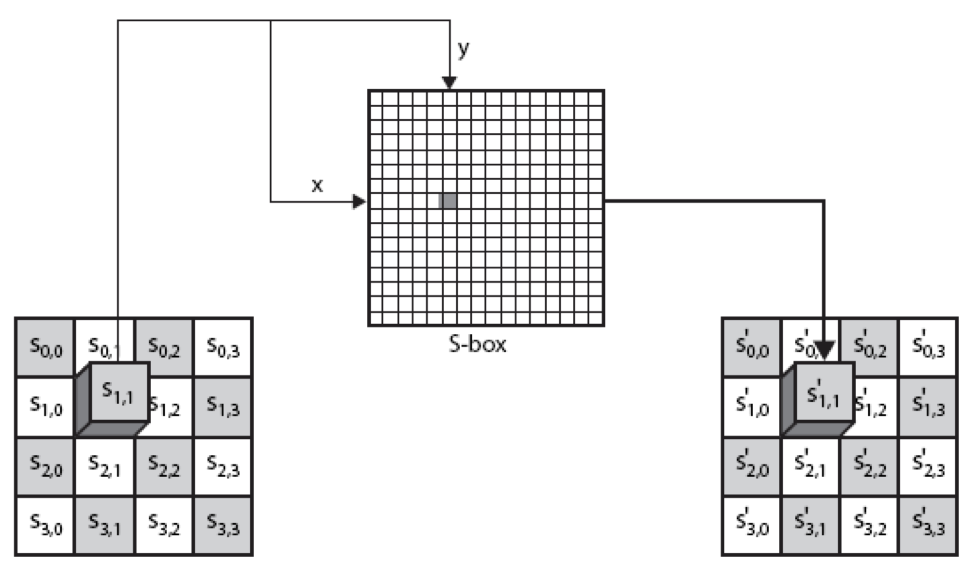 y
x
S-box
s0,0 s0,1 s0,2 s0,3
s1,0 s1,1 s1,2 s1,3
s2,0 s2,1 s2,2 s2,3
s3,0 s3,1 s3,2 s3,3
s'0,0 s'0, s'0,2 s'0,3
s'1,0 s'1,1 s'1,2 s'1,3
s'2,0 s'2,1 s'2,2 s'2,3
s'3,0 s'3,1 s'3,2 s'3,3